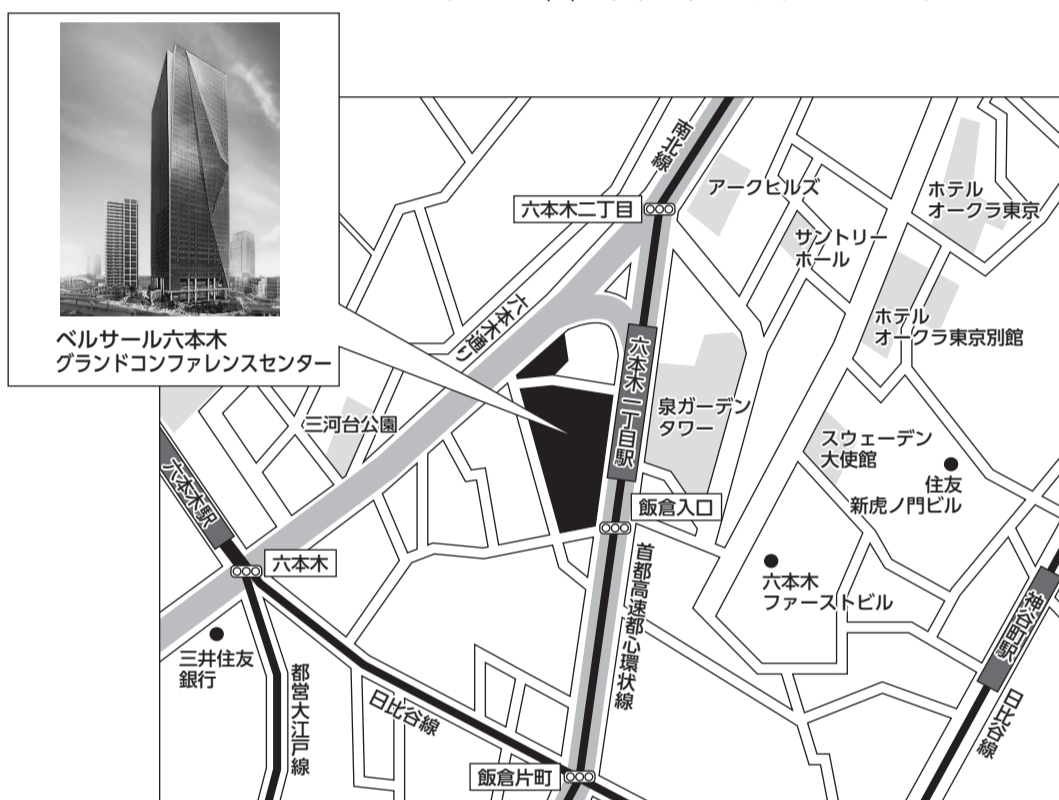 ベルサール六本木
グランドコンファレンスセンター
南北線
六本木二丁目
アークヒルズ
サントリー
ホール
ホテル
オークラ東京
ホテル
オークラ東京別館
六本木通り
六本木一丁目駅
泉ガーデン
タワー
三河台公園
スウェーデン
大使館
住友
新虎ノ門ビル
六本木駅
飯倉入口
六本木
首都高速都心環状線
六本木
ファーストビル
神谷町駅
三井住友
銀行
都営大江戸線
日比谷線
日比谷線
飯倉片町